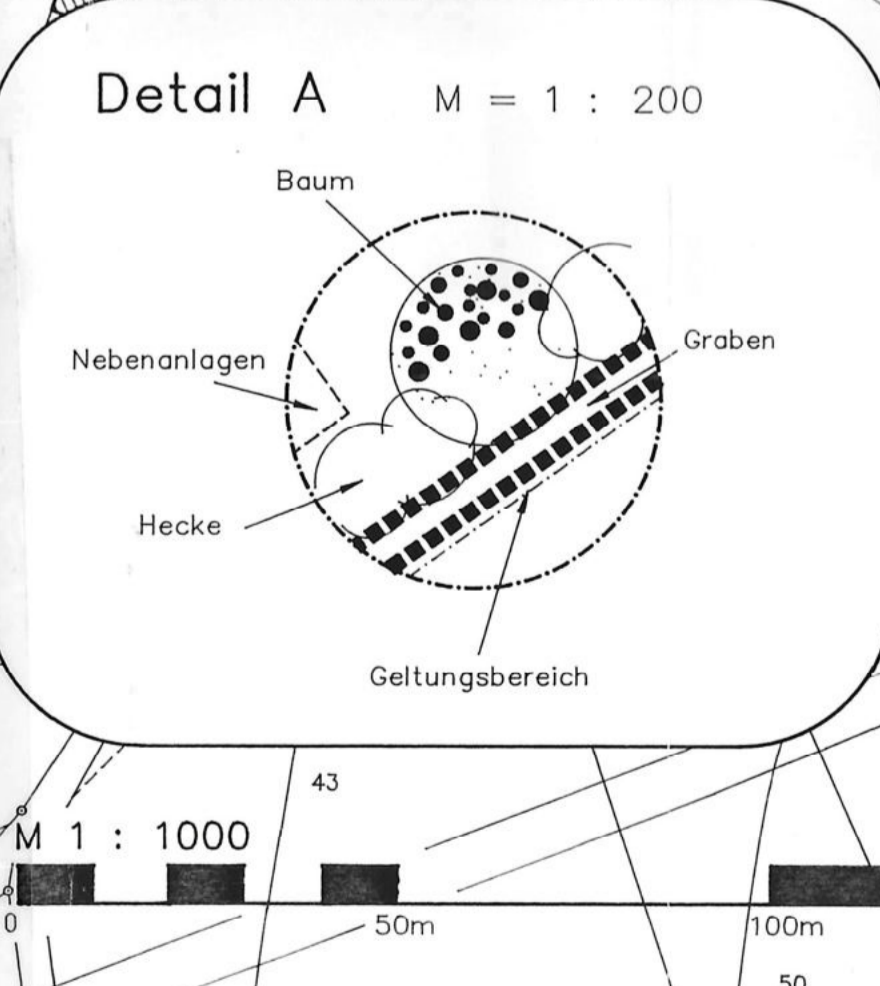 Detail A M = 1 : 200
Baum
Graben
Nebenanlagen
Hecke
Geltungsbereich
43
M 1 : 1000
0 50m 100m
50